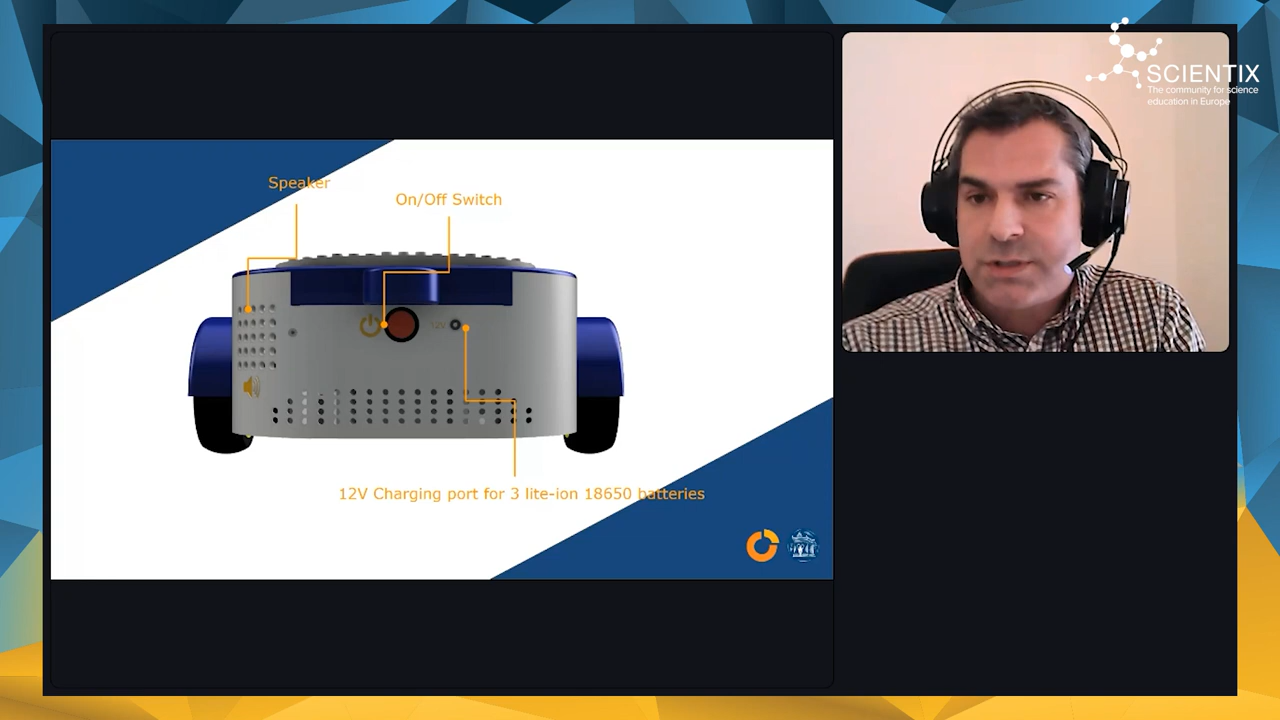 SCIENTIX
The community for science
education in Europe
Speaker
On/Off Switch
12V
12V Charging port for 3 lite-ion 18650 batteries